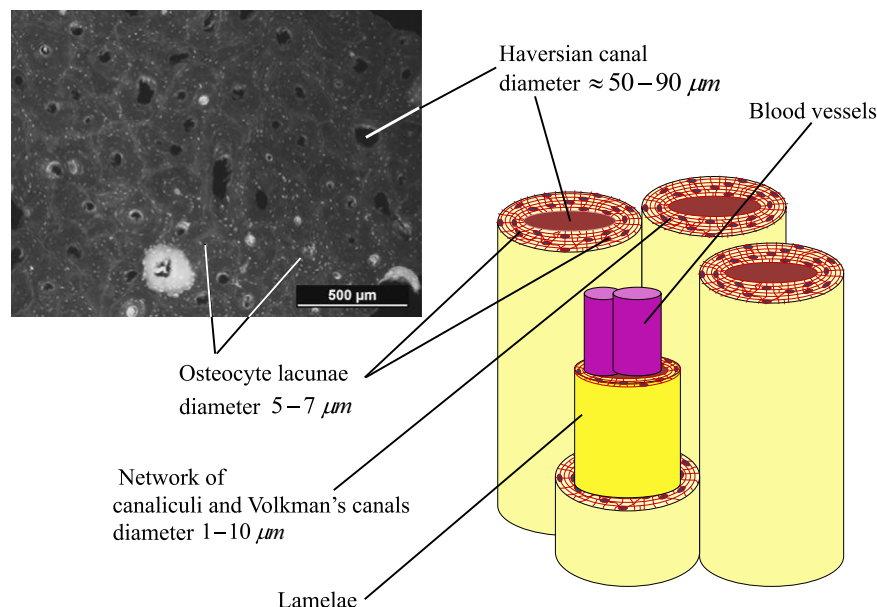 Haversian canal
diameter ≈ 50 – 90 μm
Blood vessels
500 μm
Osteocyte lacunae
diameter 5 – 7 μm
Network of
canaliculi and Volkman's canals
diameter 1 – 10 μm
Lamelae